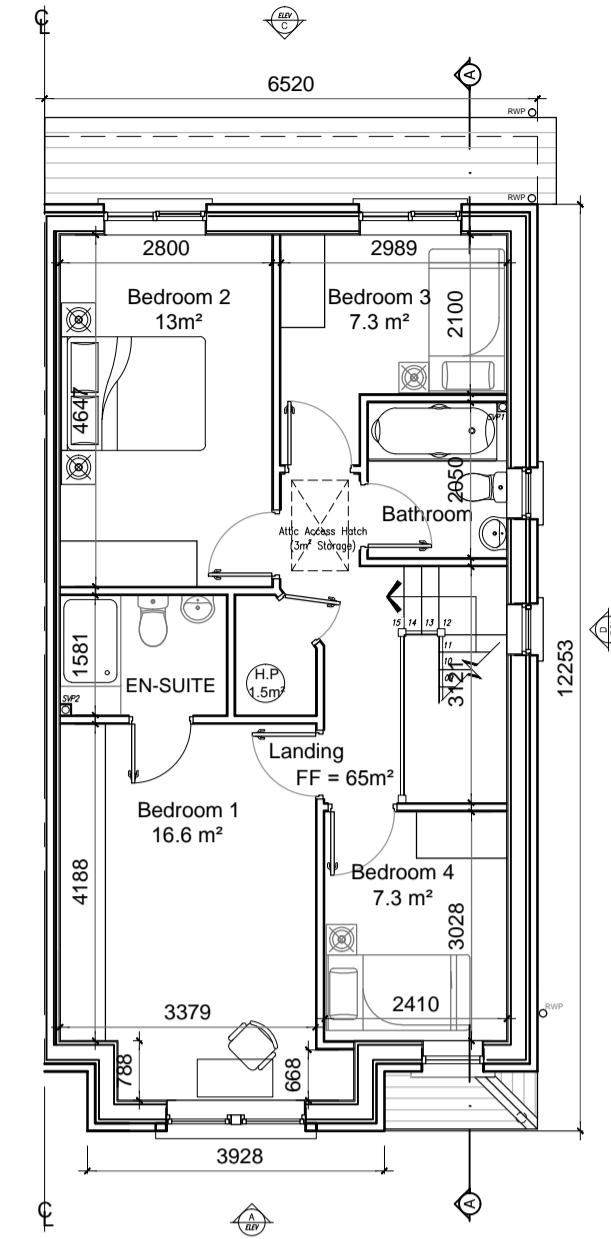 ℄
ELEV
C
A
6520
RWP
RWP
2800
2989
Bedroom 2
13m²
Bedroom 3
7.3 m²
2100
4647
SVP1
2050
Bathroom
Attic Access Hatch
(3m² Storage)
15 14 13 12
11
10
09
3121
D
1581
EN-SUITE
H.P
1.5m²
SVP2
12253
Landing
FF = 65m²
Bedroom 1
16.6 m²
Bedroom 4
7.3 m²
4188
3028
3379
2410
RWP
788
668
3928
℄
A
ELEV
A